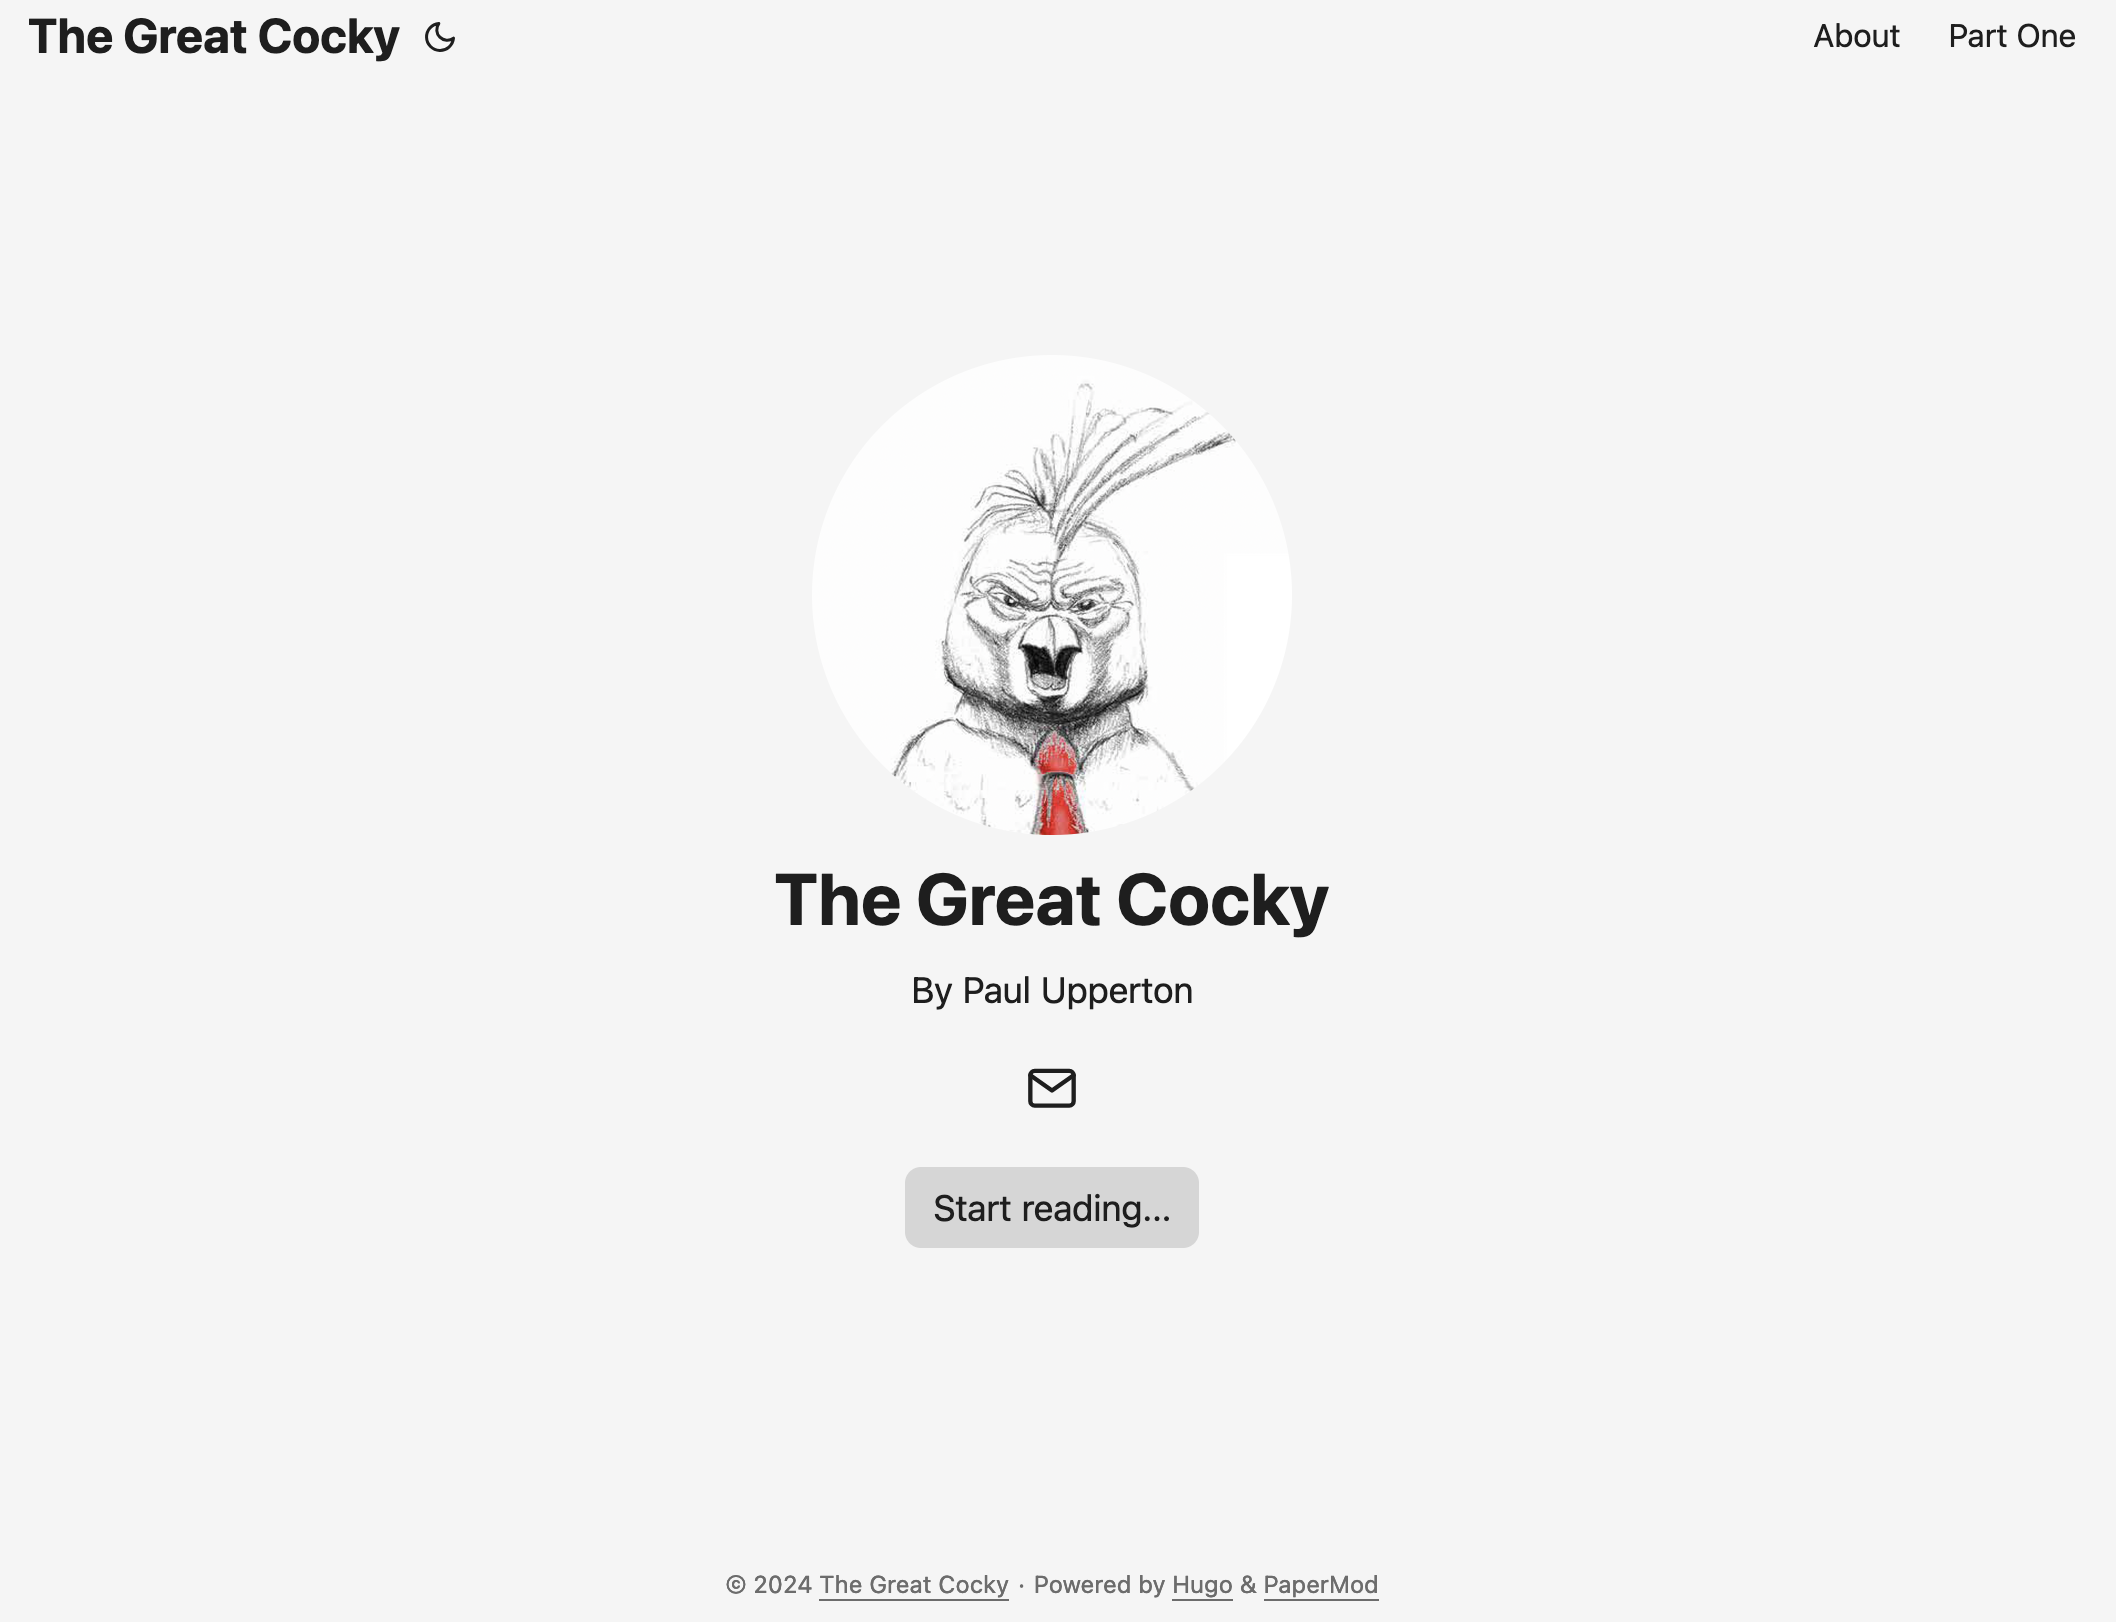 The Great Cocky
About Part One
The Great Cocky
By Paul Upperton
Start reading...
© 2024 The Great Cocky · Powered by Hugo & PaperMod